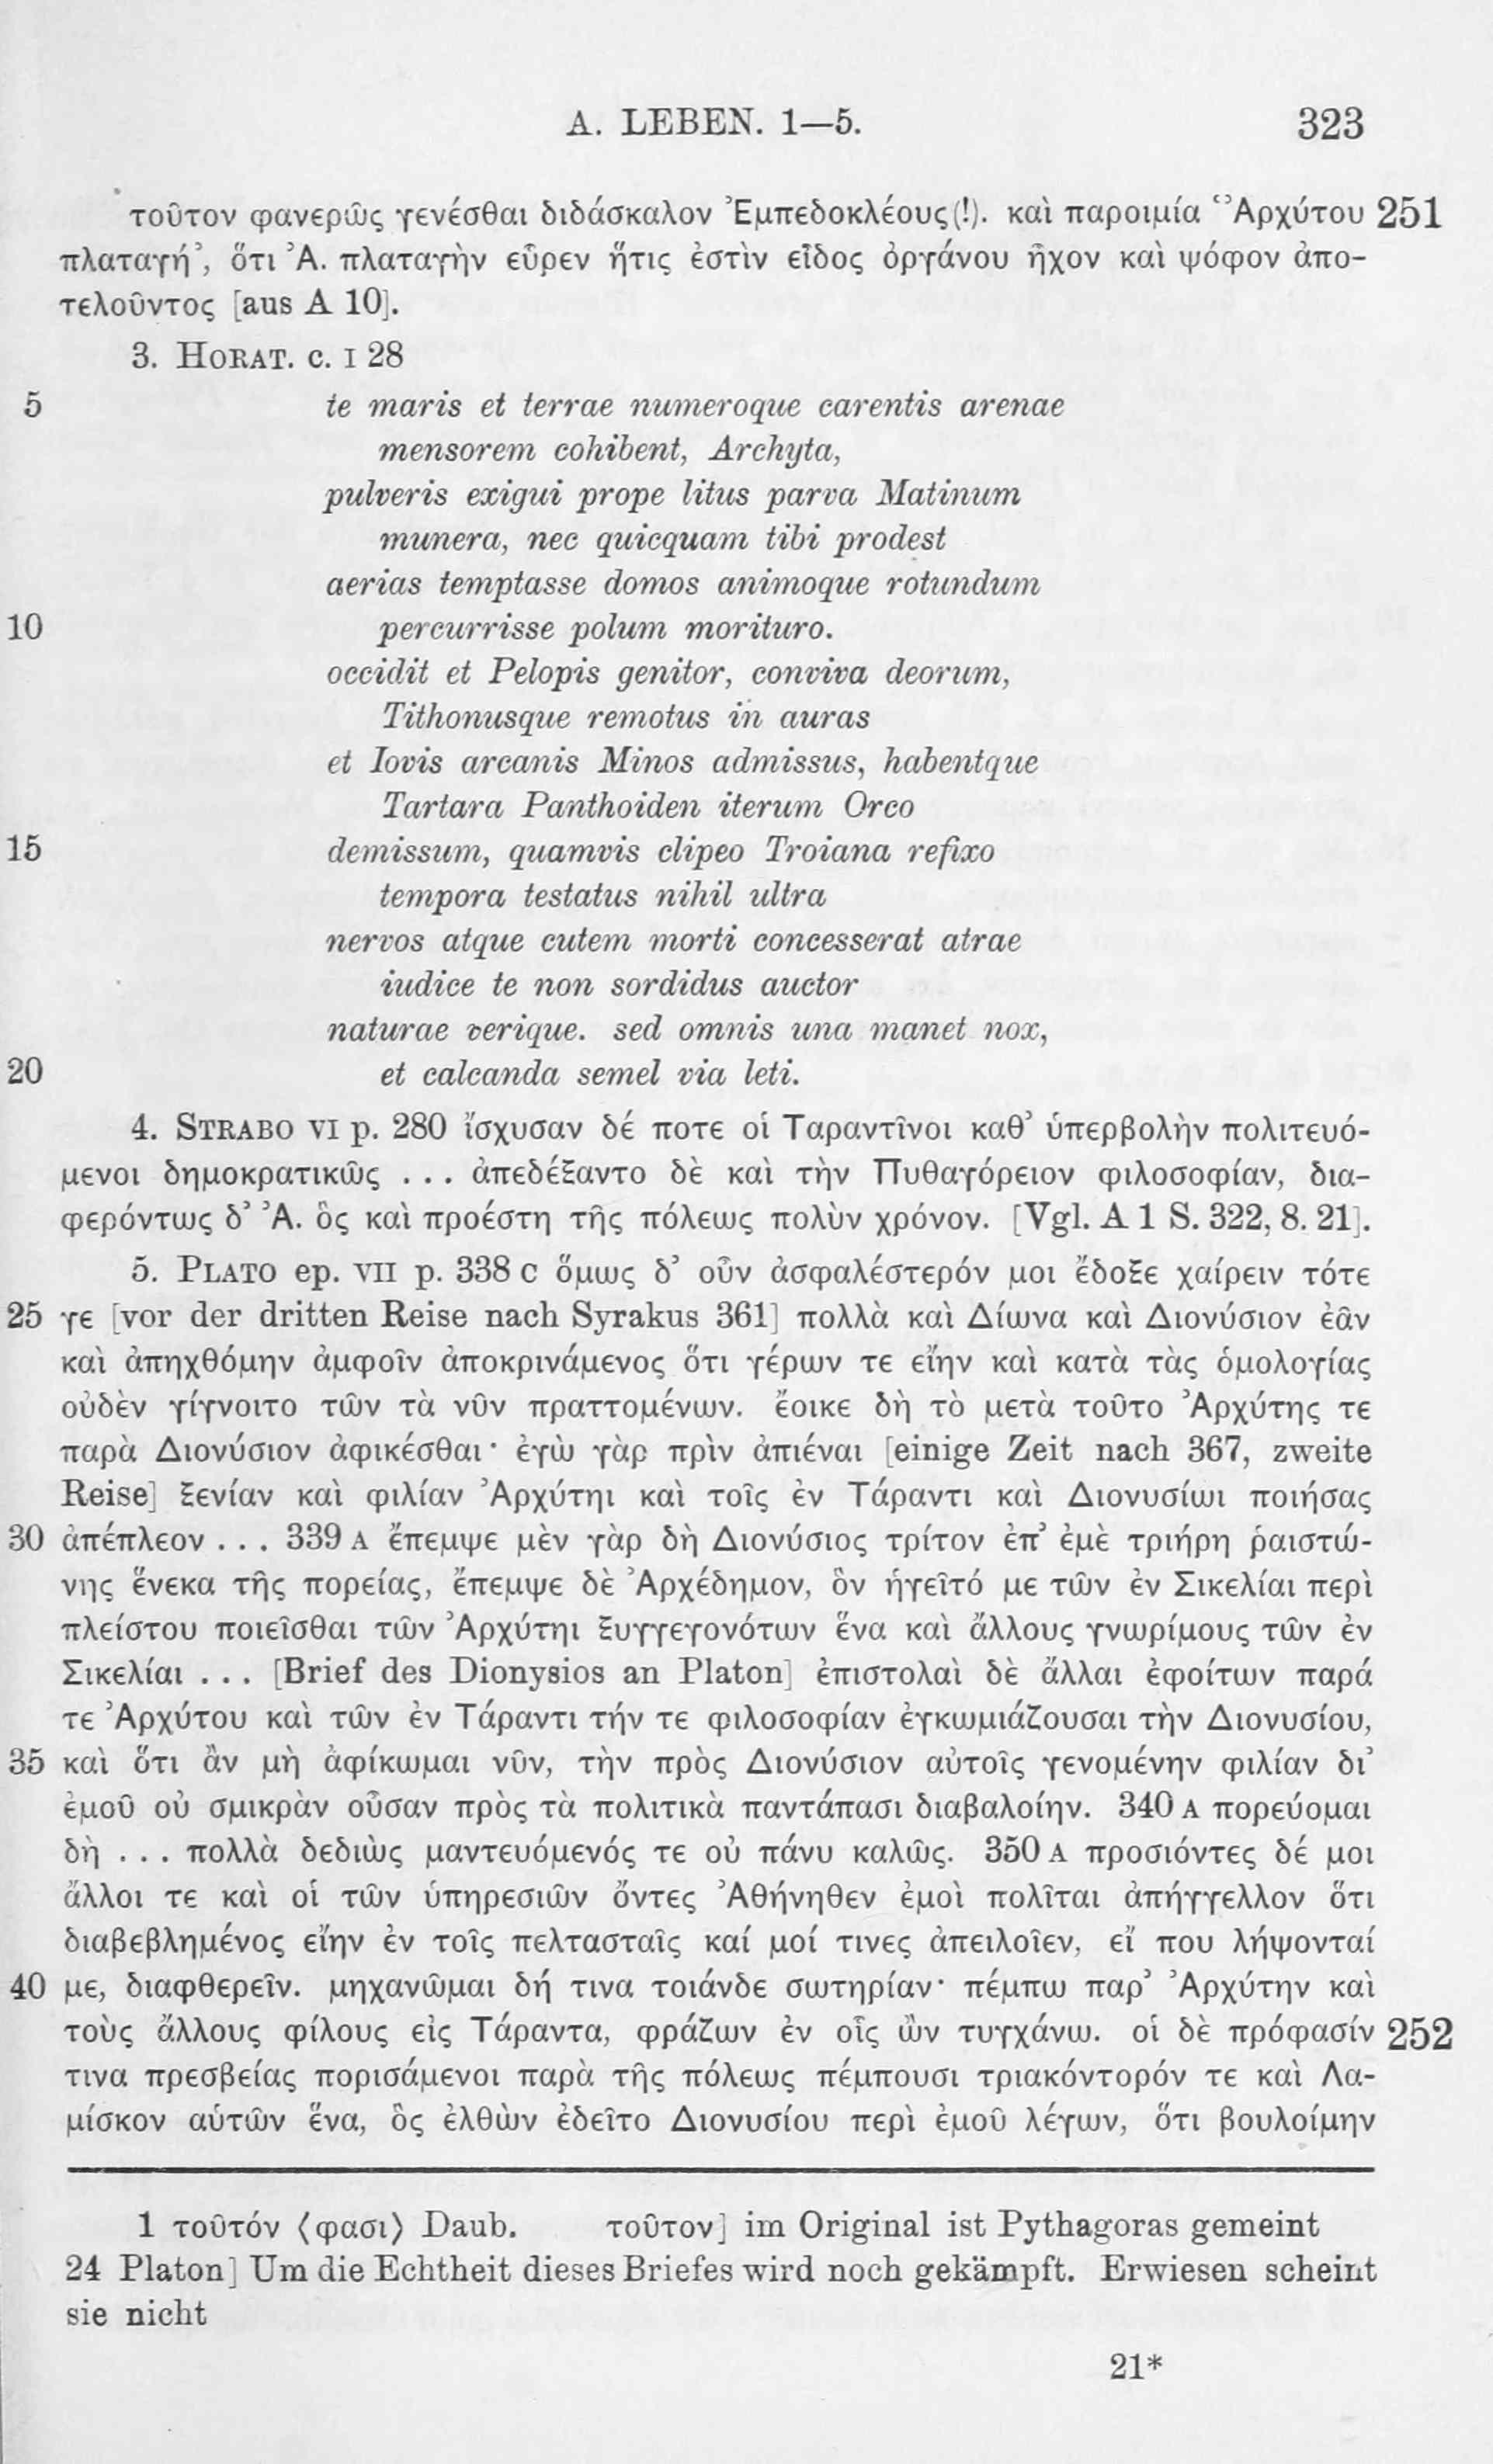 A. LEBEN. 1—5. 323
τοῦτον φανερῶς γενέσθαι διδάσκαλον Ἐμπεδοκλέους(!). καὶ παροιμία ‘Ἀρχύτου 251
πλαταγή’, ὅτι Ἀ. πλαταγὴν εὗρεν ἥτις ἐστὶν εἶδος ὀργάνου ἦχον καὶ ψόφον ἀπο-
τελοῦντος [aus A 10].
3. HORAT. c. I 28
5 te maris et terrae numeroque carentis arenae
mensorem cohibent, Archyta,
pulveris exigui prope litus parva Matinum
munera, nec quicquam tibi prodest
aerias temptasse domos animoque rotundum
10 percurrisse polum morituro.
occidit et Pelopis genitor, conviva deorum,
Tithonusque remotus in auras
et Iovis arcanis Minos admissus, habentque
Tartara Panthoiden iterum Orco
15 demissum, quamvis clipeo Troiana refixo
tempora testatus nihil ultra
nervos atque cutem morti concesserat atrae
iudice te non sordidus auctor
naturae verique. sed omnis una manet nox,
20 et calcanda semel via leti.
4. STRABO VI p. 280 ἴσχυσαν δέ ποτε οἱ Ταραντῖνοι καθ’ ὑπερβολὴν πολιτευό-
μενοι δημοκρατικῶς ... ἀπεδέξαντο δὲ καὶ τὴν Πυθαγόρειον φιλοσοφίαν, δια-
φερόντως δ’ Ἀ. ὃς καὶ προέστη τῆς πόλεως πολὺν χρόνον. [Vgl. A 1 S. 322, 8. 21].
5. PLATO ep. VII p. 338 C ὅμως δ’ οὖν ἀσφαλέστερόν μοι ἔδοξε χαίρειν τότε
25 γε [vor der dritten Reise nach Syrakus 361] πολλὰ καὶ Δίωνα καὶ Διονύσιον ἐᾶν
καὶ ἀπηχθόμην ἀμφοῖν ἀποκρινάμενος ὅτι γέρων τε εἴην καὶ κατὰ τὰς ὁμολογίας
οὐδὲν γίγνοιτο τῶν τὰ νῦν πραττομένων. ἔοικε δὴ τὸ μετὰ τοῦτο Ἀρχύτης τε
παρὰ Διονύσιον ἀφικέσθαι· ἐγὼ γὰρ πρὶν ἀπιέναι [einige Zeit nach 367, zweite
Reise] ξενίαν καὶ φιλίαν Ἀρχύτηι καὶ τοῖς ἐν Τάραντι καὶ Διονυσίωι ποιήσας
30 ἀπέπλεον ... 339 A ἔπεμψε μὲν γὰρ δὴ Διονύσιος τρίτον ἐπ’ ἐμὲ τριήρη ῥαιστώ-
νης ἕνεκα τῆς πορείας, ἔπεμψε δὲ Ἀρχέδημον, ὃν ἡγεῖτό με τῶν ἐν Σικελίαι περὶ
πλείστου ποιεῖσθαι τῶν Ἀρχύτηι ξυγγεγονότων ἕνα καὶ ἄλλους γνωρίμους τῶν ἐν
Σικελίαι ... [Brief des Dionysios an Platon] ἐπιστολαὶ δὲ ἄλλαι ἐφοίτων παρά
τε Ἀρχύτου καὶ τῶν ἐν Τάραντι τήν τε φιλοσοφίαν ἐγκωμιάζουσαι τὴν Διονυσίου,
35 καὶ ὅτι ἂν μὴ ἀφίκωμαι νῦν, τὴν πρὸς Διονύσιον αὐτοῖς γενομένην φιλίαν δι’
ἐμοῦ οὐ σμικρὰν οὖσαν πρὸς τὰ πολιτικὰ παντάπασι διαβαλοίην. 340 A πορεύομαι
δὴ ... πολλὰ δεδιὼς μαντευόμενός τε οὐ πάνυ καλῶς. 350 A προσιόντες δέ μοι
ἄλλοι τε καὶ οἱ τῶν ὑπηρεσιῶν ὄντες Ἀθήνηθεν ἐμοὶ πολῖται ἀπήγγελλον ὅτι
διαβεβλημένος εἴην ἐν τοῖς πελτασταῖς καί μοί τινες ἀπειλοῖεν, εἴ που λήψονταί
40 με, διαφθερεῖν. μηχανῶμαι δή τινα τοιάνδε σωτηρίαν· πέμπω παρ’ Ἀρχύτην καὶ
τοὺς ἄλλους φίλους εἰς Τάραντα, φράζων ἐν οἷς ὢν τυγχάνω. οἱ δὲ πρόφασίν 252
τινα πρεσβείας πορισάμενοι παρὰ τῆς πόλεως πέμπουσι τριακόντορόν τε καὶ Λα-
μίσκον αὑτῶν ἕνα, ὃς ἐλθὼν ἐδεῖτο Διονυσίου περὶ ἐμοῦ λέγων, ὅτι βουλοίμην
1 τοῦτόν ⟨φασι⟩ Daub. τοῦτον] im Original ist Pythagoras gemeint
24 Platon] Um die Echtheit dieses Briefes wird noch gekämpft. Erwiesen scheint
sie nicht
21*